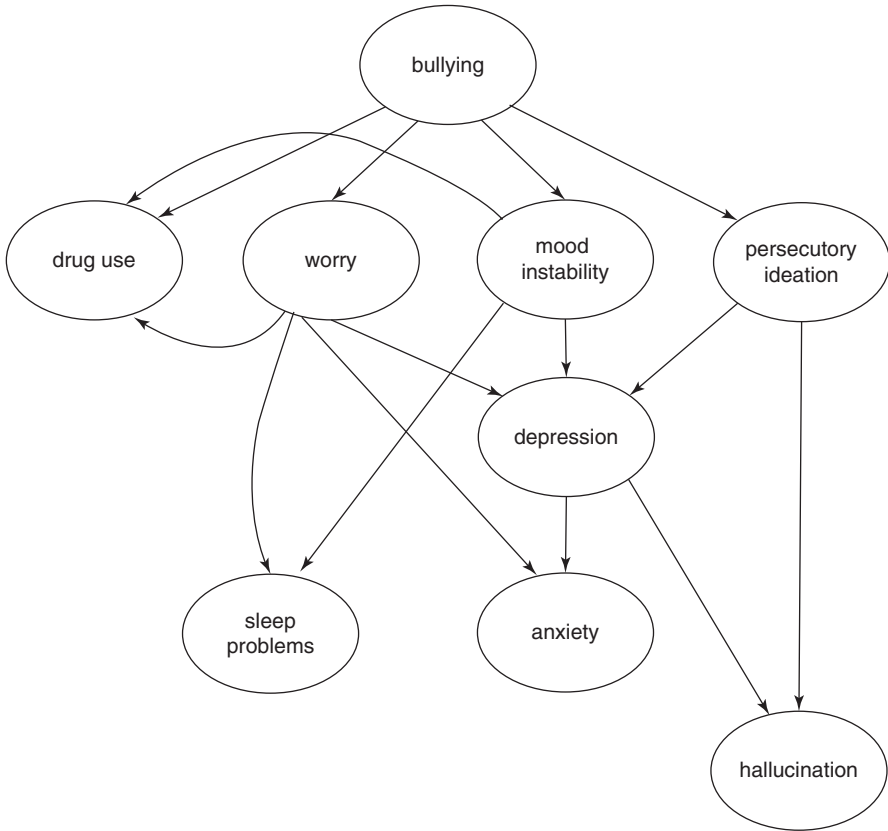 bullying
drug use
worry
mood
instability
persecutory
ideation
depression
sleep
problems
anxiety
hallucination